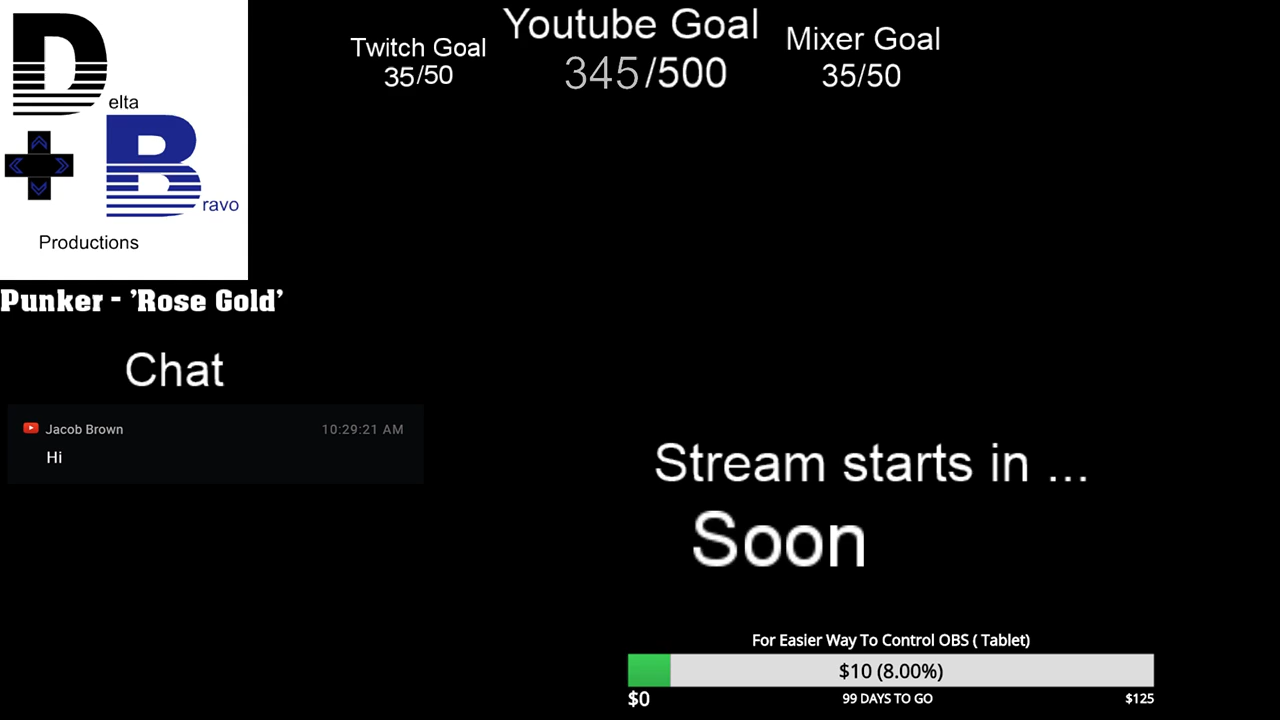 Delta
Bravo
Productions
Twitch Goal
35/50
Youtube Goal
345/500
Mixer Goal
35/50
Punker - 'Rose Gold'
Chat
Jacob Brown 10:29:21 AM
Hi
Stream starts in ...
Soon
For Easier Way To Control OBS ( Tablet)
$10 (8.00%)
$0 99 DAYS TO GO $125